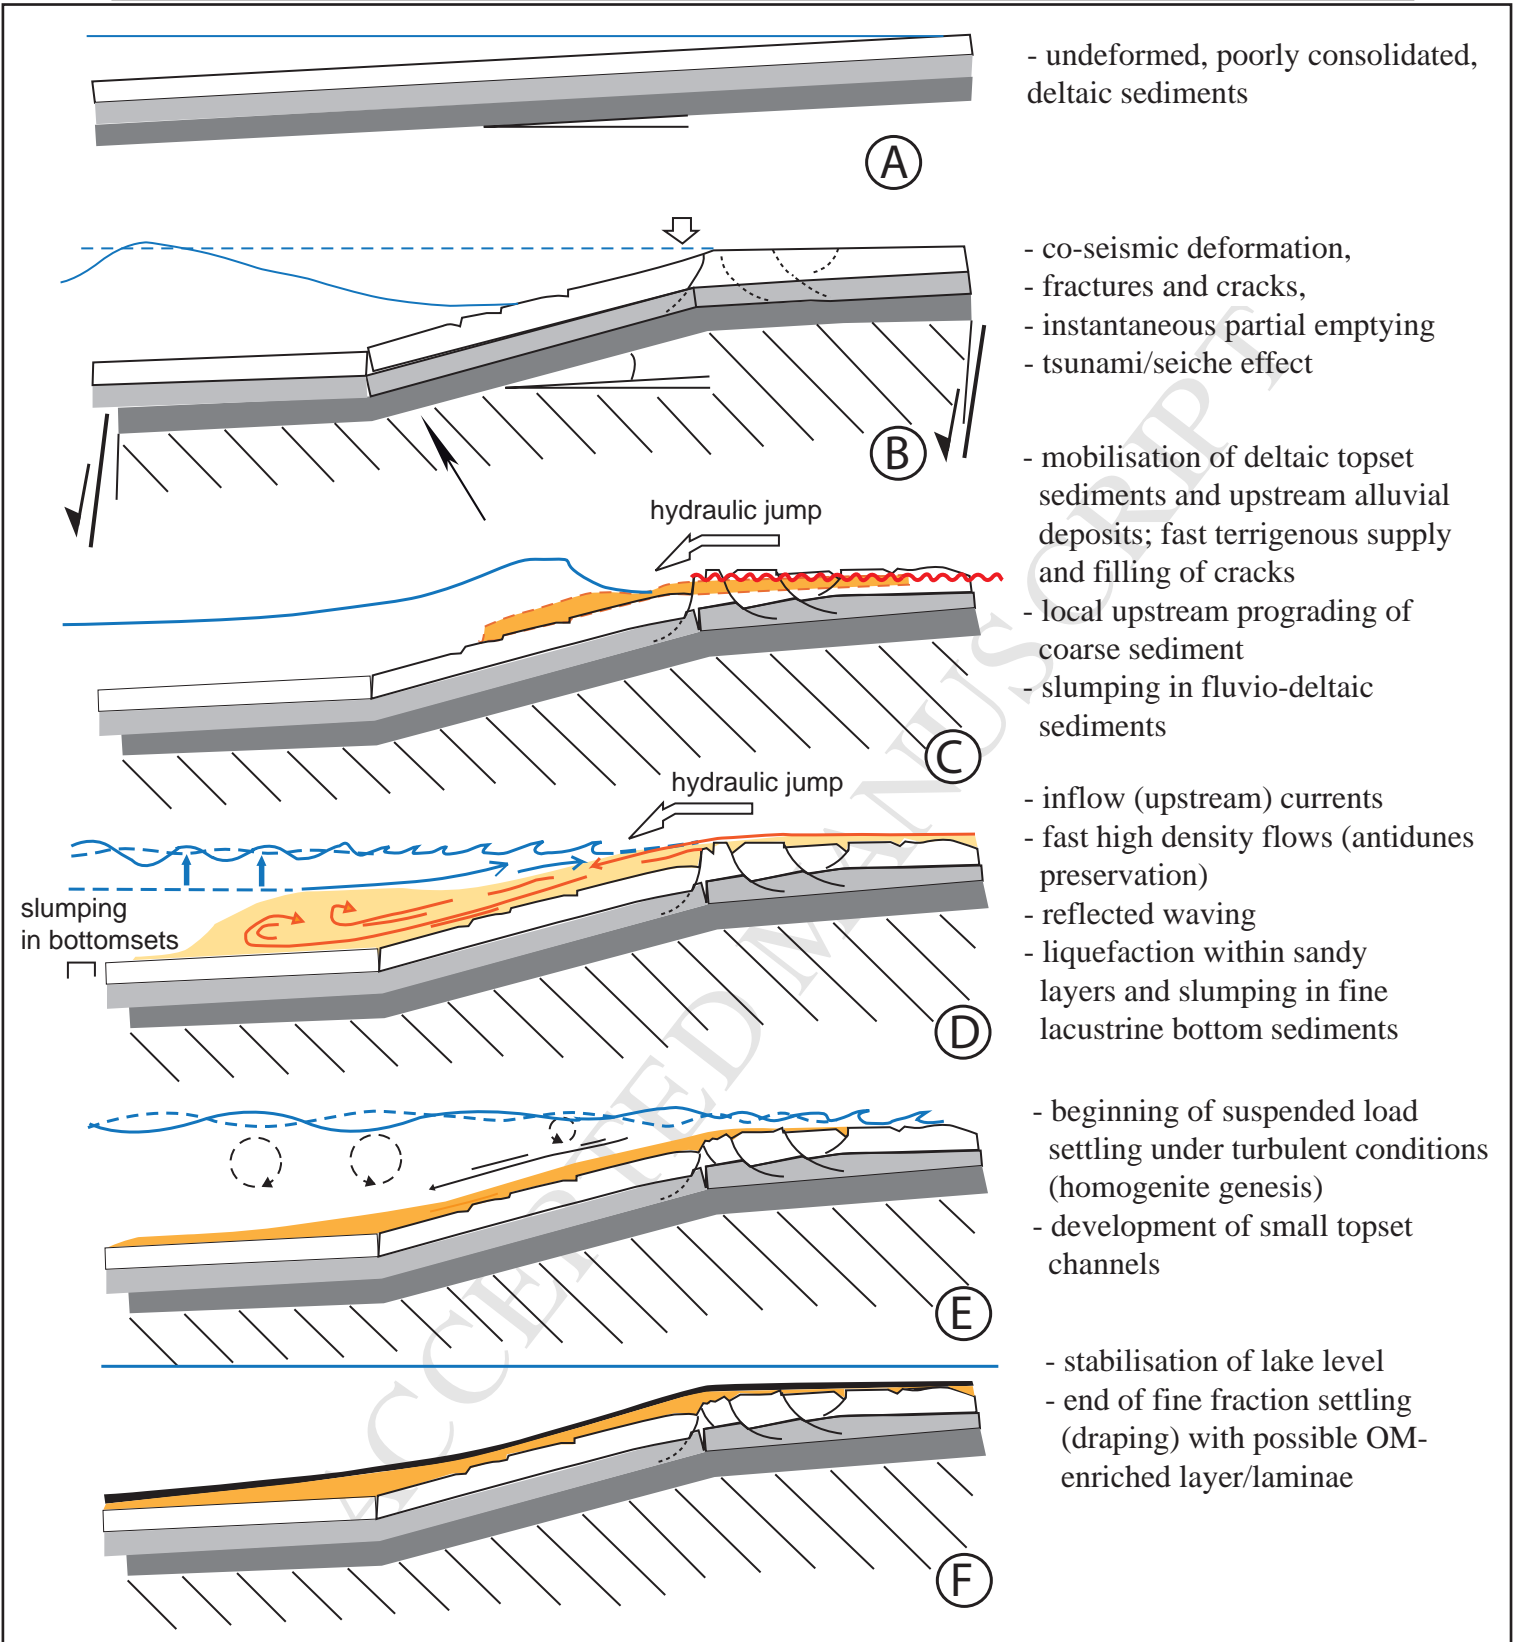 - undeformed, poorly consolidated,
deltaic sediments
A
- co-seismic deformation,
- fractures and cracks,
- instantaneous partial emptying
- tsunami/seiche effect
B
- mobilisation of deltaic topset
sediments and upstream alluvial
deposits; fast terrigenous supply
and filling of cracks
- local upstream prograding of
coarse sediment
- slumping in fluvio-deltaic
sediments
hydraulic jump
C
hydraulic jump
- inflow (upstream) currents
- fast high density flows (antidunes
preservation)
- reflected waving
- liquefaction within sandy
layers and slumping in fine
lacustrine bottom sediments
slumping
in bottomsets
D
- beginning of suspended load
settling under turbulent conditions
(homogenite genesis)
- development of small topset
channels
E
- stabilisation of lake level
- end of fine fraction settling
(draping) with possible OM-
enriched layer/laminae
F
ACCEPTED MANUSCRIPT